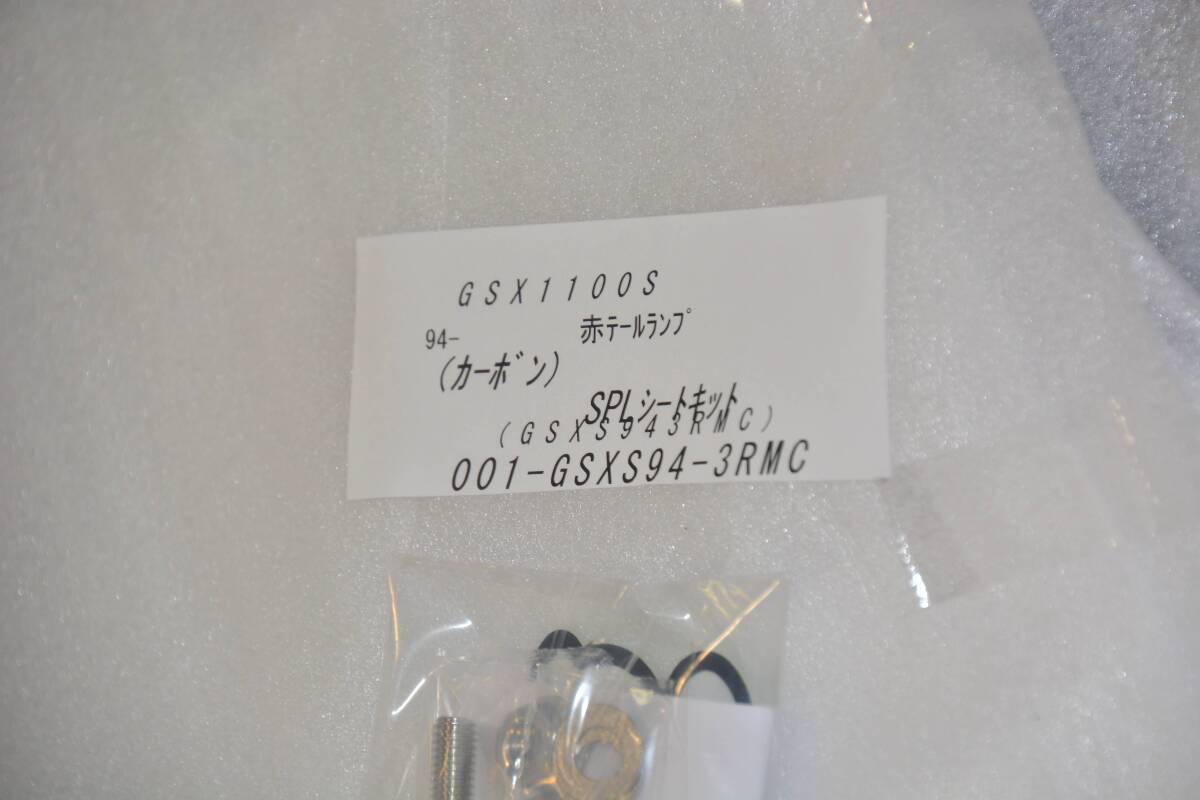 GSX1100S
94- 赤テールランプ
(カーボン)
SPLシートキット
(GSXS943RMC)
001-GSXS94-3RMC